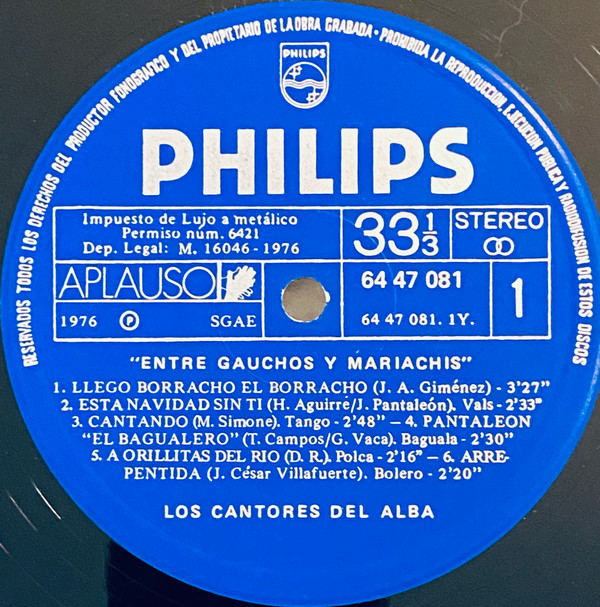 RESERVADOS TODOS LOS DERECHOS DEL PRODUCTOR FONOGRAFICO Y DEL PROPIETARIO DE LA OBRA GRABADA · PROHIBIDA LA REPRODUCCION, EJECUCION PUBLICA Y RADIODIFUSION DE ESTOS DISCOS
PHILIPS
PHILIPS
Impuesto de Lujo a metálico
Permiso núm. 6421
Dep. Legal: M. 16046 - 1976
33 1/3
STEREO
APLAUSO
64 47 081
1976 Ⓟ SGAE
64 47 081. 1Y.
1
"ENTRE GAUCHOS Y MARIACHIS"
1. LLEGO BORRACHO EL BORRACHO (J. A. Giménez) - 3'27"
2. ESTA NAVIDAD SIN TI (H. Aguirré/J. Pantaleón). Vals - 2'33"
3. CANTANDO (M. Simone). Tango - 2'48" — 4. PANTALEON
"EL BAGUALERO" (T. Campos/G. Vaca). Baguala - 2'30"
5. A ORILLITAS DEL RIO (D. R.). Polca - 2'16" — 6. ARRE-
PENTIDA (J. César Villafuerte). Bolero - 2'20"
LOS CANTORES DEL ALBA